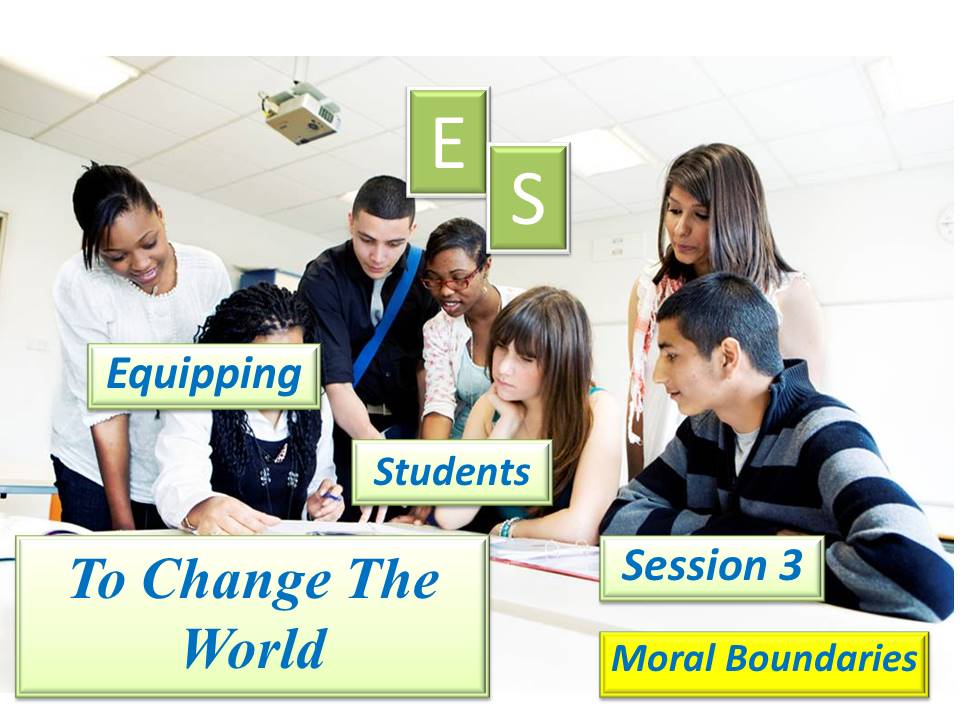 E
S
Equipping
Students
To Change The
World
Session 3
Moral Boundaries